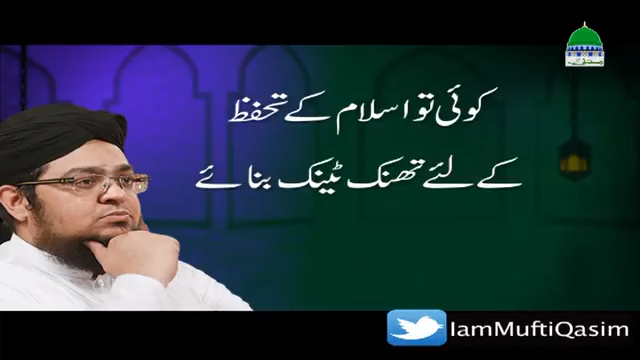 کوئی تو اسلام کے تحفظ
کے لئے تھنک ٹینک بنائے
IamMuftiQasim